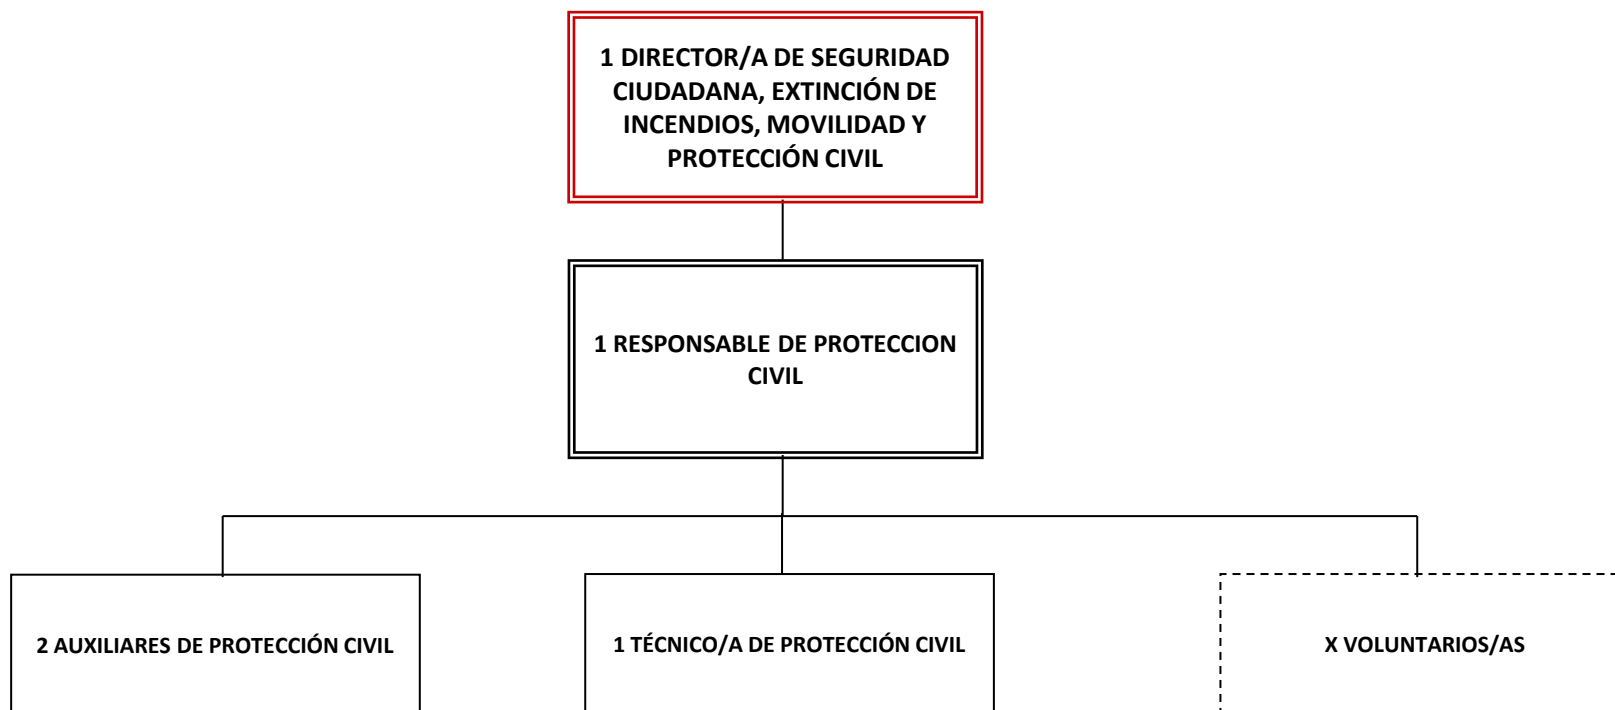 1 DIRECTOR/A DE SEGURIDAD
CIUDADANA, EXTINCIÓN DE
INCENDIOS, MOVILIDAD Y
PROTECCIÓN CIVIL
1 RESPONSABLE DE PROTECCION
CIVIL
2 AUXILIARES DE PROTECCIÓN CIVIL
1 TÉCNICO/A DE PROTECCIÓN CIVIL
X VOLUNTARIOS/AS